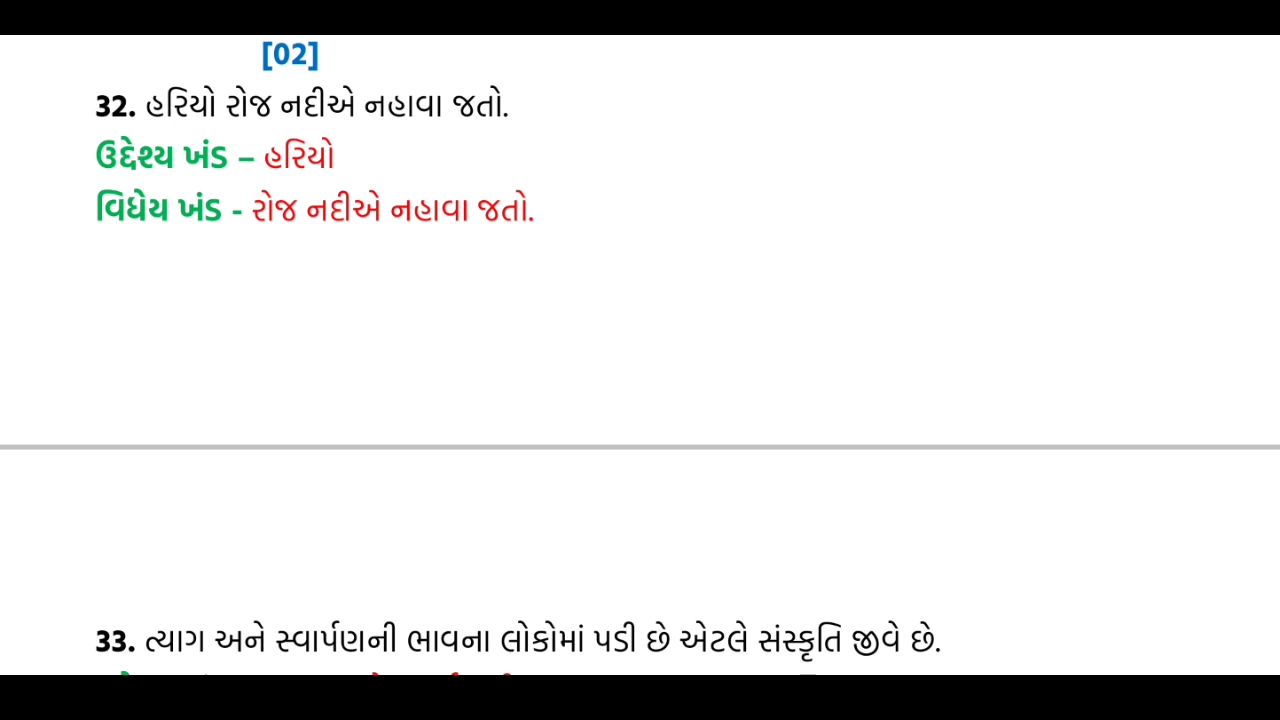 [02]
32. હરિયો રોજ નદીએ નહાવા જતો.
ઉદ્દેશ્ય ખંડ – હરિયો
વિધેય ખંડ - રોજ નદીએ નહાવા જતો.
33. ત્યાગ અને સ્વાર્પણની ભાવના લોકોમાં પડી છે એટલે સંસ્કૃતિ જીવે છે.